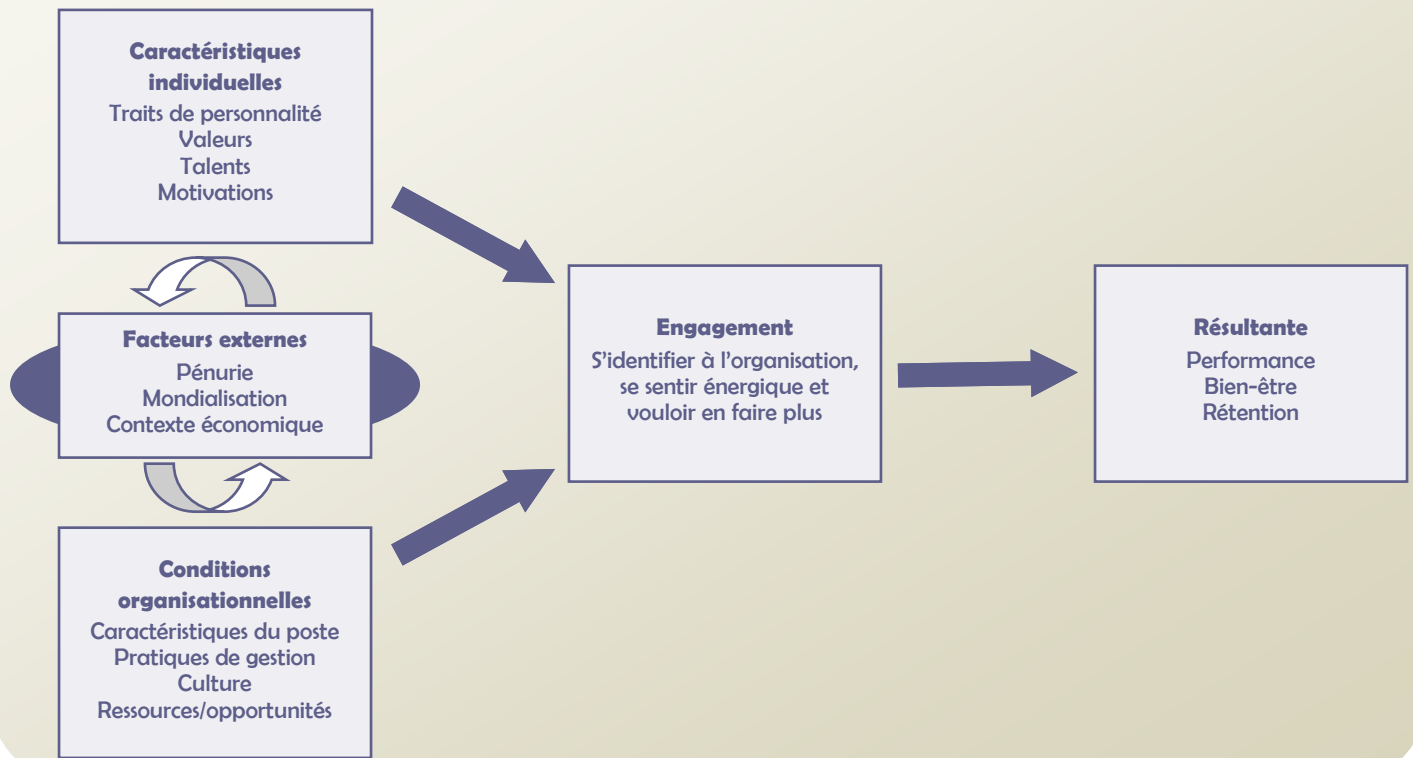 Caractéristiques
individuelles
Traits de personnalité
Valeurs
Talents
Motivations
Facteurs externes
Pénurie
Mondialisation
Contexte économique
Conditions
organisationnelles
Caractéristiques du poste
Pratiques de gestion
Culture
Ressources/opportunités
Engagement
S'identifier à l'organisation,
se sentir énergique et
vouloir en faire plus
Résultante
Performance
Bien-être
Rétention